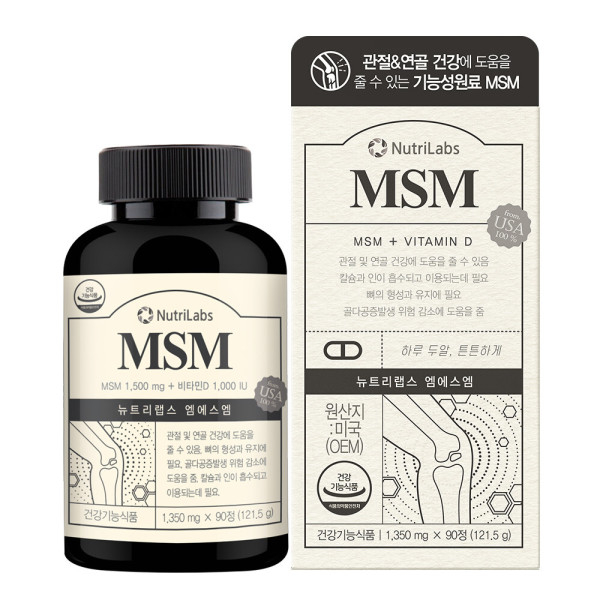 관절&연골 건강에 도움을
줄 수 있는 기능성원료 MSM
NutriLabs
MSM
from
USA
100 %
MSM + VITAMIN D
관절 및 연골 건강에 도움을 줄 수 있음
칼슘과 인이 흡수되고 이용되는데 필요
뼈의 형성과 유지에 필요
골다공증발생 위험 감소에 도움을 줌
하루 두알, 튼튼하게
뉴트리랩스 엠에스엠
원산지
:미국
(OEM)
건강
기능식품
식품의약품안전처
건강기능식품 | 1,350 mg × 90정 (121.5 g)
건강
기능식품
NutriLabs
MSM
MSM 1,500 mg + 비타민D 1,000 IU
from
USA
100 %
뉴트리랩스 엠에스엠
관절 및 연골 건강에 도움을
줄 수 있음, 뼈의 형성과 유지에
필요, 골다공증발생 위험 감소에
도움을 줌, 칼슘과 인이 흡수되고
이용되는데 필요.
건강기능식품
1,350 mg × 90정 (121.5 g)